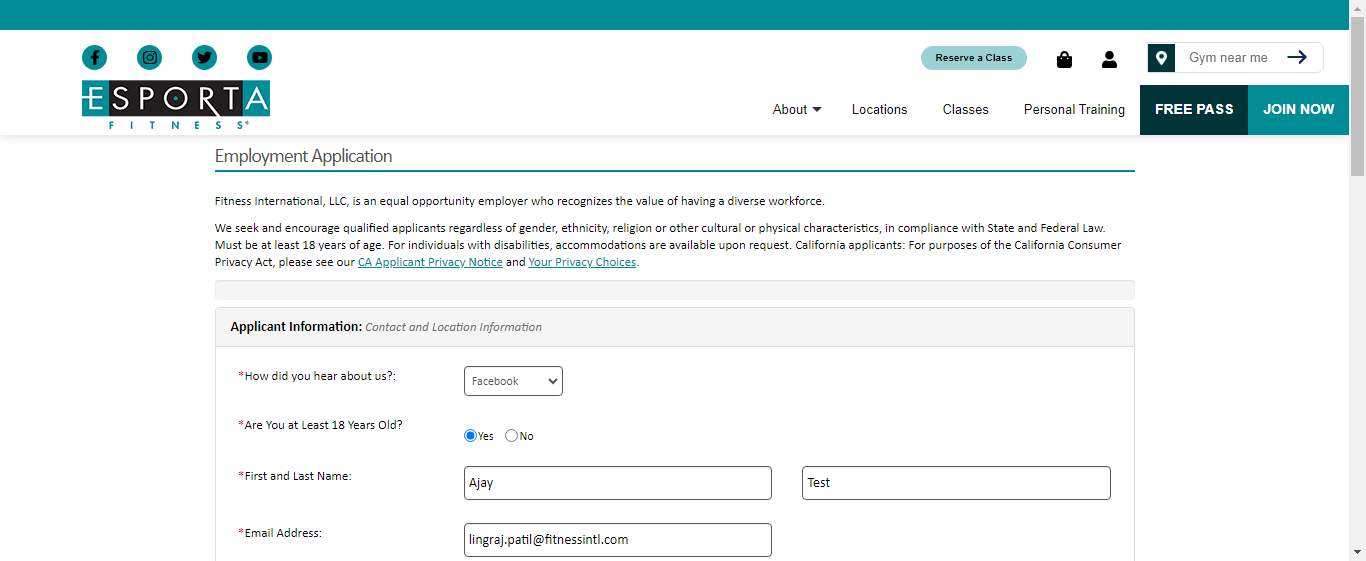 Reserve a Class
Gym near me
ESPORTA
FITNESS
About
Locations
Classes
Personal Training
FREE PASS
JOIN NOW
Employment Application
Fitness International, LLC, is an equal opportunity employer who recognizes the value of having a diverse workforce.
We seek and encourage qualified applicants regardless of gender, ethnicity, religion or other cultural or physical characteristics, in compliance with State and Federal Law.
Must be at least 18 years of age. For individuals with disabilities, accommodations are available upon request. California applicants: For purposes of the California Consumer
Privacy Act, please see our CA Applicant Privacy Notice and Your Privacy Choices.
Applicant Information: Contact and Location Information
*How did you hear about us?:
Facebook
*Are You at Least 18 Years Old?
Yes No
*First and Last Name:
Ajay
Test
*Email Address:
lingraj.patil@fitnessintl.com